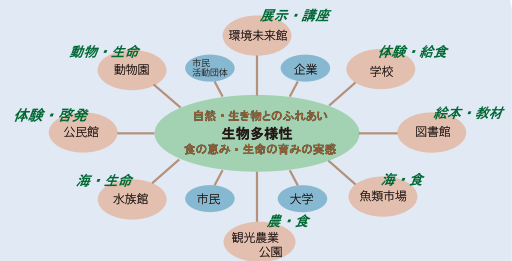 展示・講座
環境未来館
動物・生命
動物園
市民
活動団体
企業
体験・給食
学校
体験・啓発
公民館
自然・生き物とのふれあい
生物多様性
食の恵み・生命の育みの実感
絵本・教材
図書館
海・生命
水族館
市民
大学
海・食
魚類市場
農・食
観光農業
公園